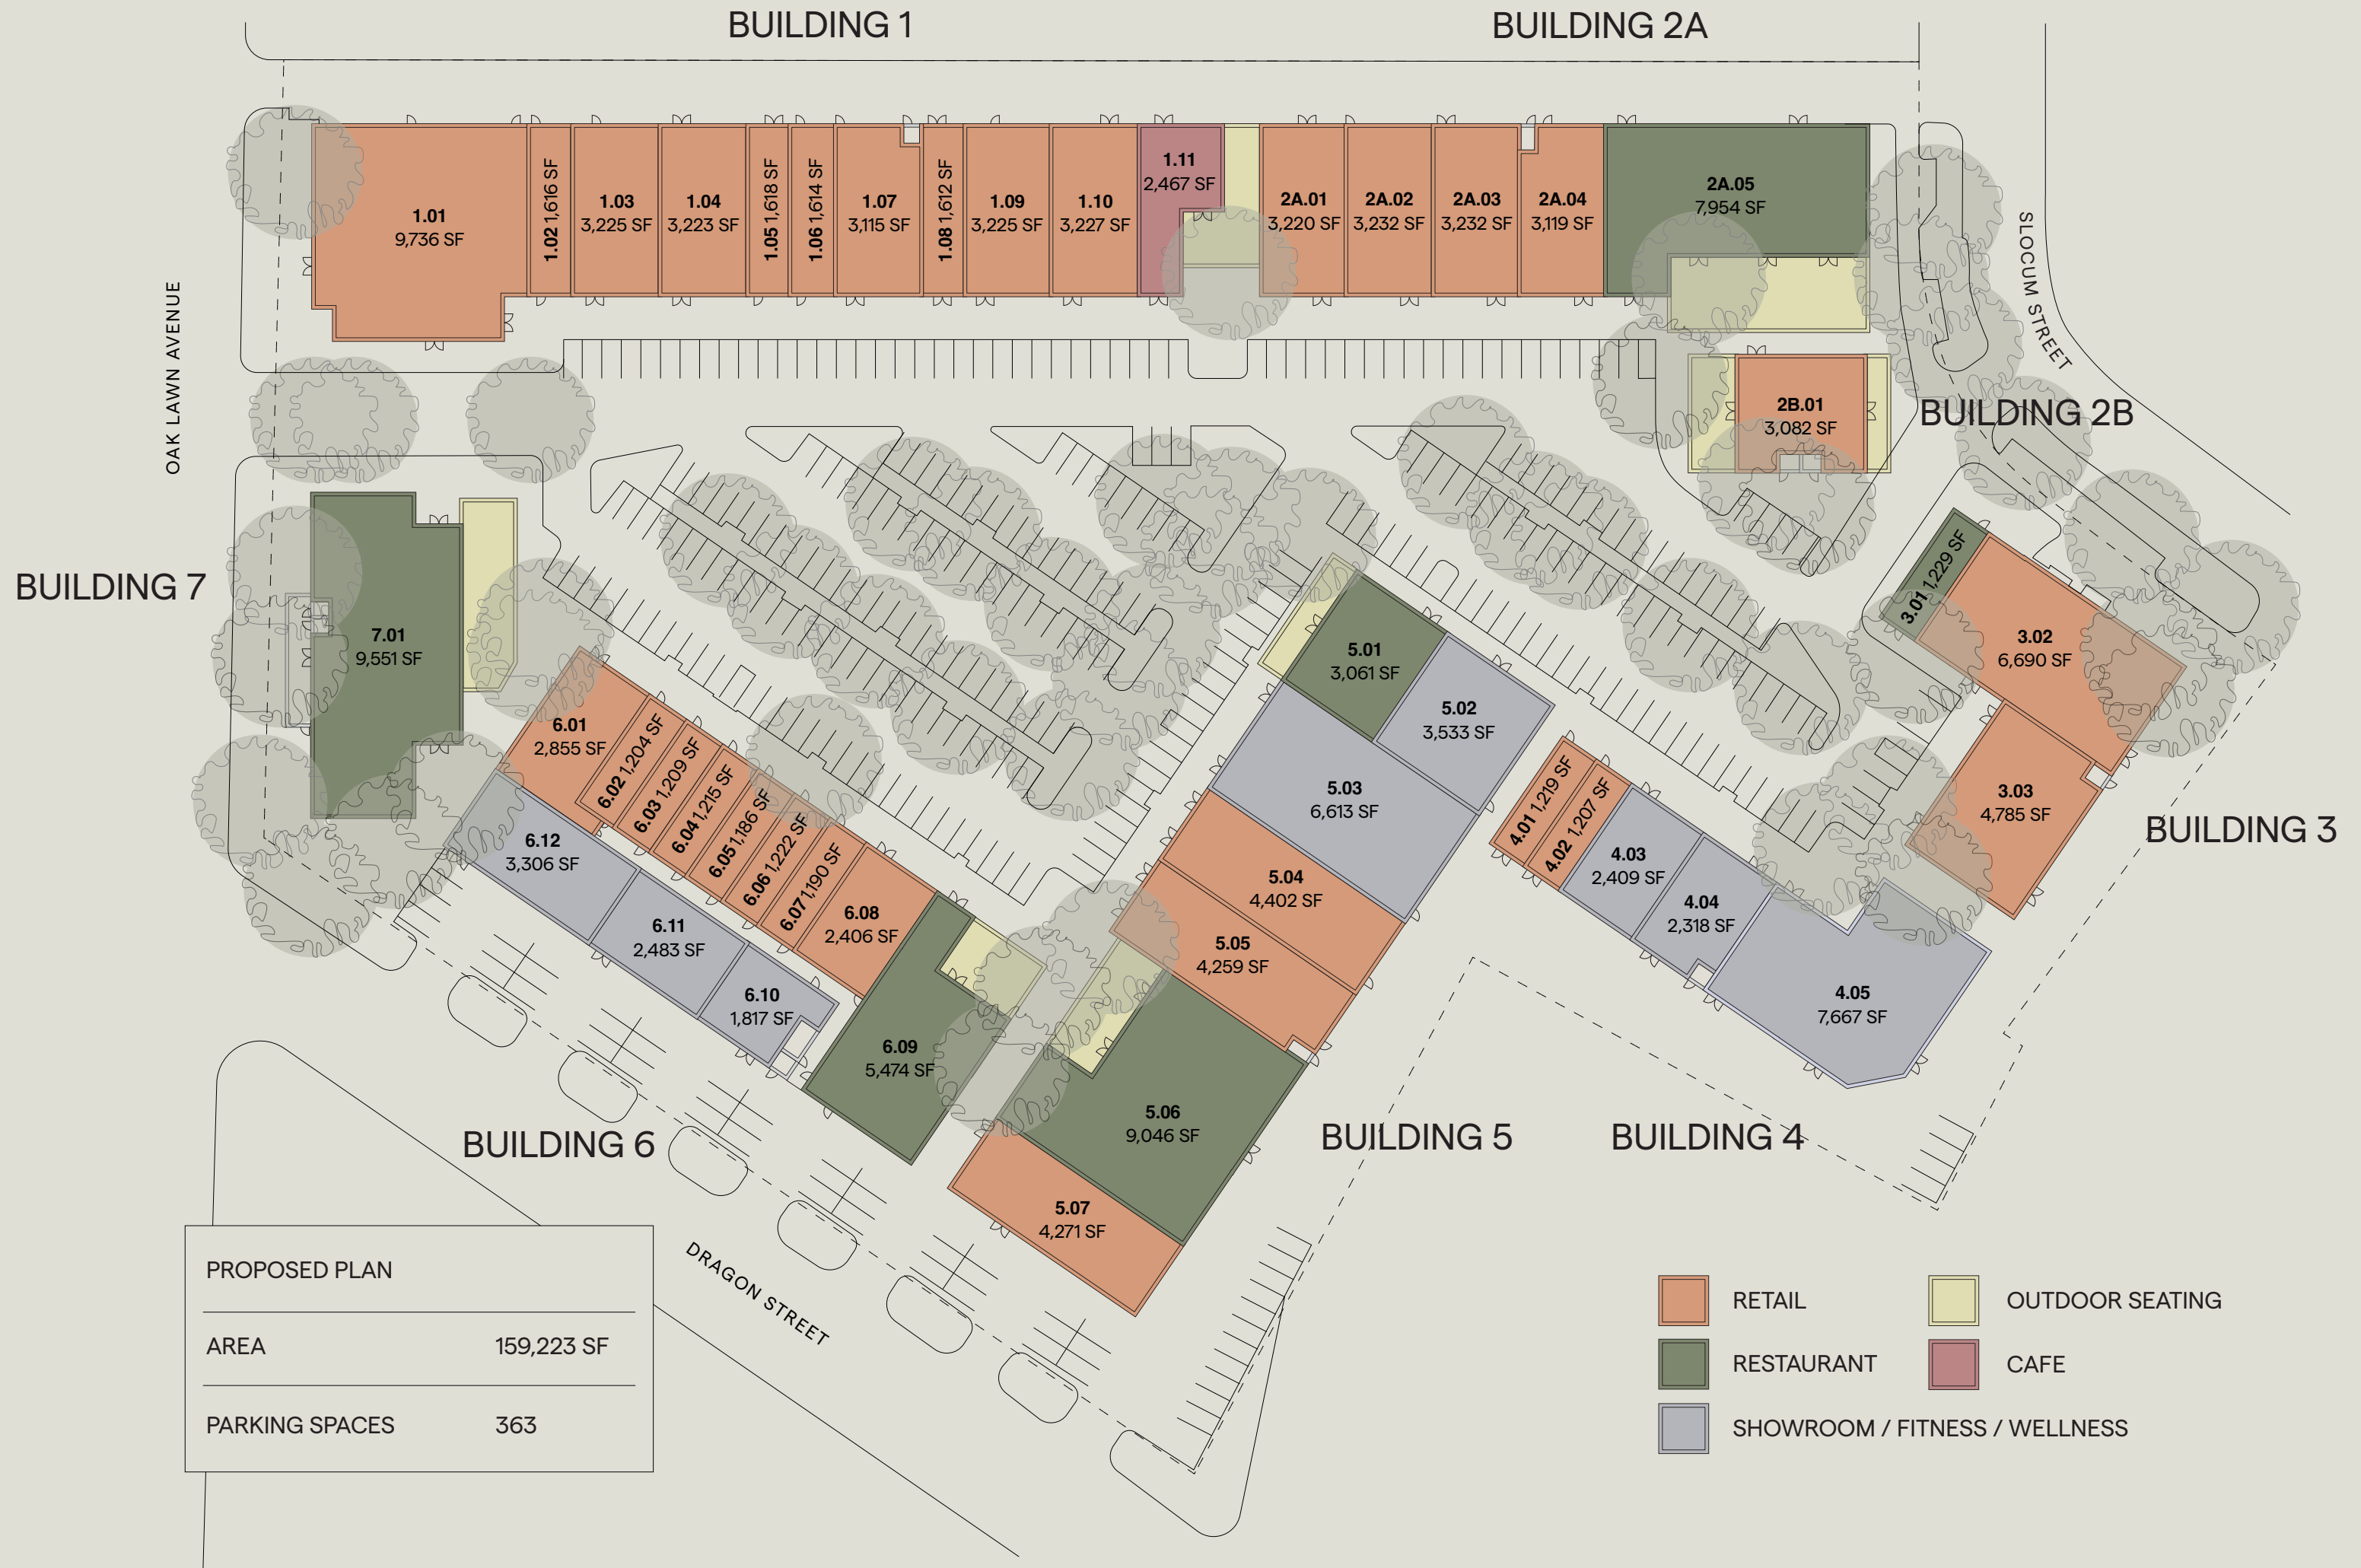 BUILDING 1
BUILDING 2A
1.01
9,736 SF
1.02 1,616 SF
1.03
3,225 SF
1.04
3,223 SF
1.05 1,618 SF
1.06 1,614 SF
1.07
3,115 SF
1.08 1,612 SF
1.09
3,225 SF
1.10
3,227 SF
1.11
2,467 SF
2A.01
3,220 SF
2A.02
3,232 SF
2A.03
3,232 SF
2A.04
3,119 SF
2A.05
7,954 SF
SLOCUM STREET
OAK LAWN AVENUE
2B.01
3,082 SF
BUILDING 2B
BUILDING 7
7.01
9,551 SF
3.01 1,229 SF
3.02
6,690 SF
3.03
4,785 SF
BUILDING 3
5.01
3,061 SF
5.02
3,533 SF
5.03
6,613 SF
5.04
4,402 SF
5.05
4,259 SF
5.06
9,046 SF
5.07
4,271 SF
BUILDING 5
4.01 1,219 SF
4.02 1,207 SF
4.03
2,409 SF
4.04
2,318 SF
4.05
7,667 SF
BUILDING 4
6.01
2,855 SF
6.02 1,204 SF
6.03 1,209 SF
6.04 1,215 SF
6.05 1,186 SF
6.06 1,222 SF
6.07 1,190 SF
6.08
2,406 SF
6.09
5,474 SF
6.12
3,306 SF
6.11
2,483 SF
6.10
1,817 SF
BUILDING 6
DRAGON STREET
PROPOSED PLAN
AREA 159,223 SF
PARKING SPACES 363
RETAIL
OUTDOOR SEATING
RESTAURANT
CAFE
SHOWROOM / FITNESS / WELLNESS